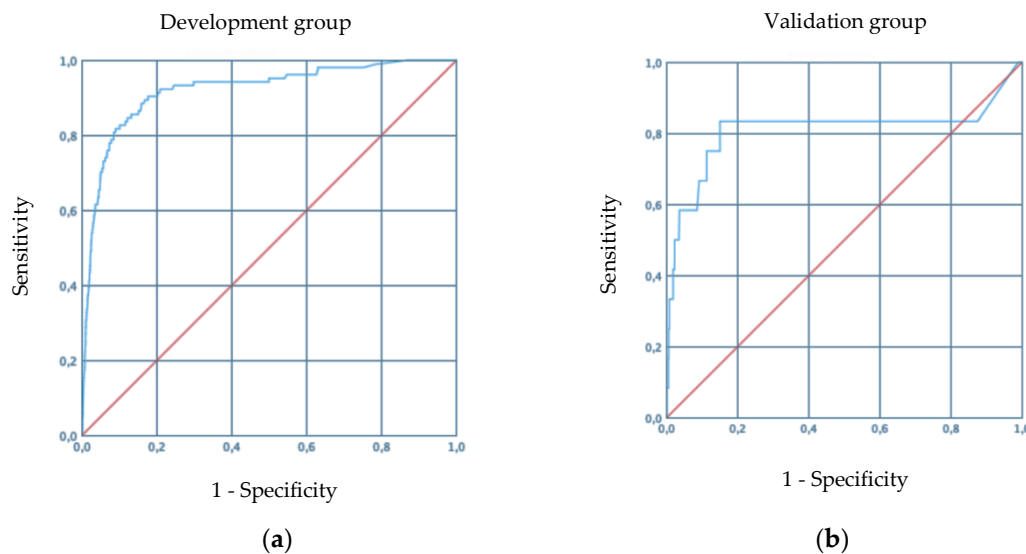 Development group
1,0
0,8
0,6
0,4
0,2
0,0
0,0 0,2 0,4 0,6 0,8 1,0
Sensitivity
1 - Specificity
(a)
Validation group
1,0
0,8
0,6
0,4
0,2
0,0
0,0 0,2 0,4 0,6 0,8 1,0
Sensitivity
1 - Specificity
(b)